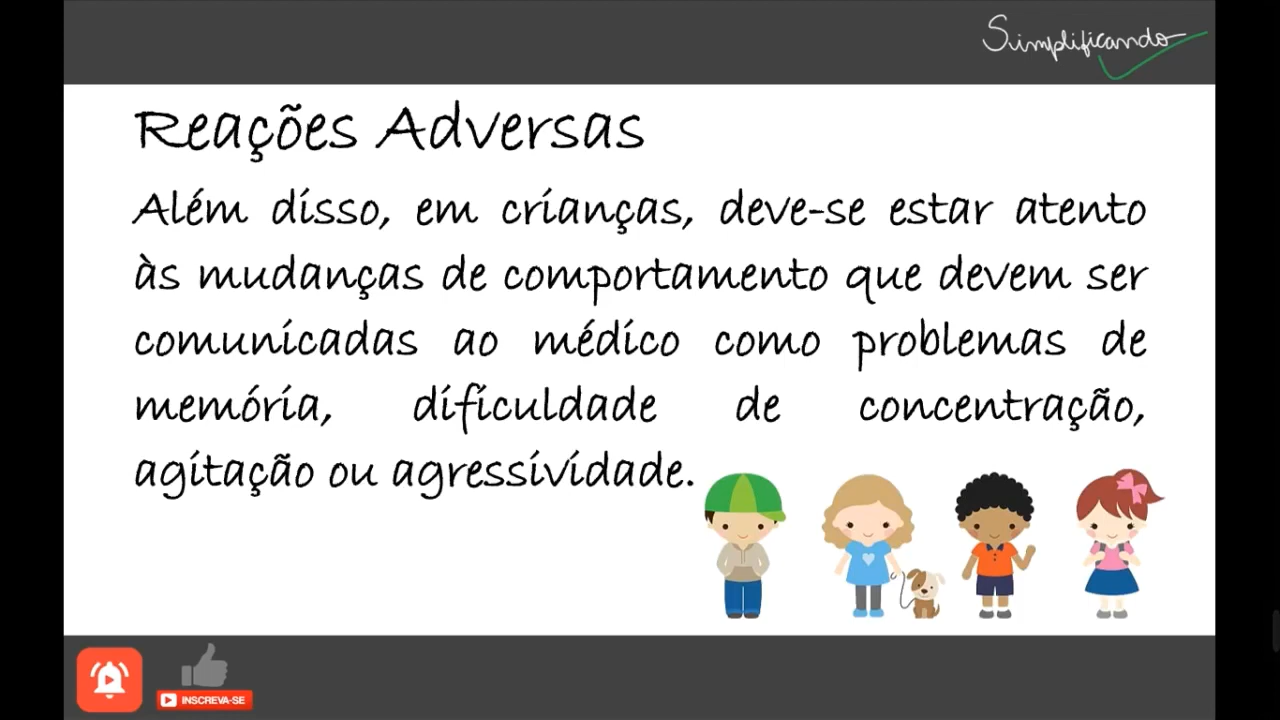 Simplificando
Reações Adversas
Além disso, em crianças, deve-se estar atento
às mudanças de comportamento que devem ser
comunicadas ao médico como problemas de
memória, dificuldade de concentração,
agitação ou agressividade.
INSCREVA-SE